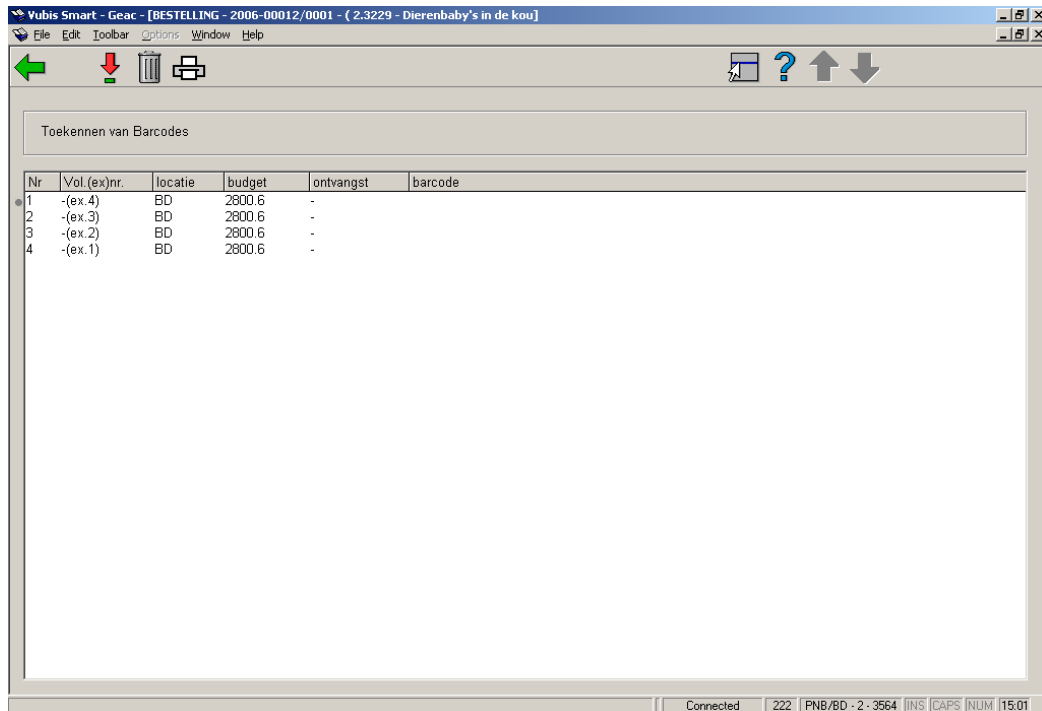 Vubis Smart - Geac - [BESTELLING - 2006-00012/0001 - ( 2.3229 - Dierenbaby's in de kou]
File Edit Toolbar Options Window Help
Toekennen van Barcodes
Nr Vol.(ex)nr. locatie budget ontvangst barcode
1 -(ex.4) BD 2800.6 -
2 -(ex.3) BD 2800.6 -
3 -(ex.2) BD 2800.6 -
4 -(ex.1) BD 2800.6 -
Connected 222 PNB/BD - 2 - 3564 INS CAPS NUM 15:01